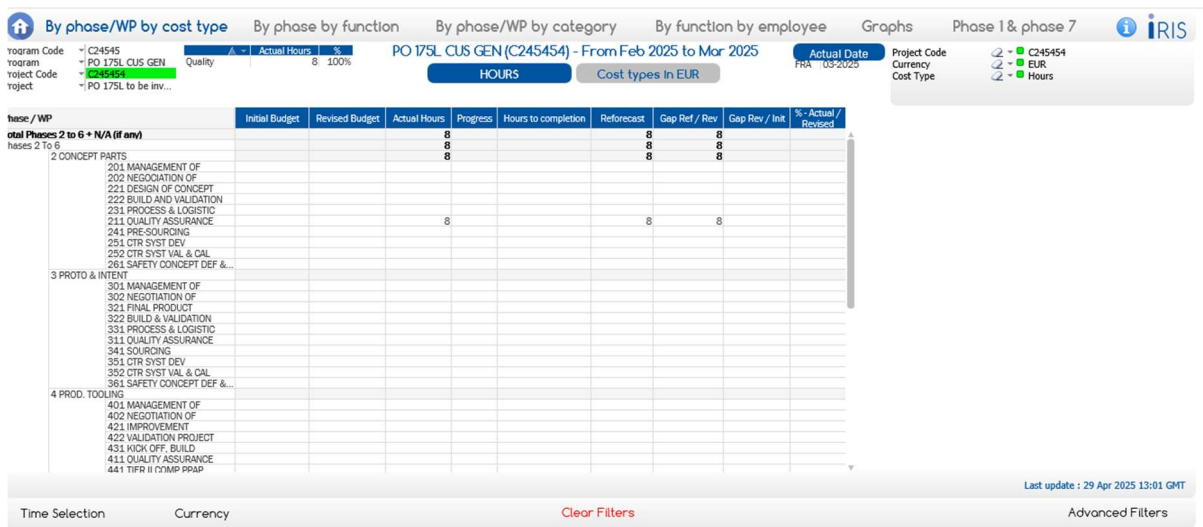 By phase/WP by cost type By phase by function By phase/WP by category By function by employee Graphs Phase 1 & phase 7 i iRIS
rogram Code C24545
rogram PO 175L CUS GEN
roject Code C245454
roject PO 175L to be inv...
Actual Hours %
Quality 8 100%
PO 175L CUS GEN (C245454) - From Feb 2025 to Mar 2025
HOURS Cost types in EUR
Actual Date
FRA 03-2025
Project Code C245454
Currency EUR
Cost Type Hours
hase / WP Initial Budget Revised Budget Actual Hours Progress Hours to completion Reforecast Gap Ref / Rev Gap Rev / Init % - Actual / Revised
otal Phases 2 to 6 + N/A (if any) 8 8 8
hases 2 To 6 8 8 8
2 CONCEPT PARTS 8 8 8
201 MANAGEMENT OF
202 NEGOCIATION OF
221 DESIGN OF CONCEPT
222 BUILD AND VALIDATION
231 PROCESS & LOGISTIC
211 QUALITY ASSURANCE 8 8 8
241 PRE-SOURCING
251 CTR SYST DEV
252 CTR SYST VAL & CAL
261 SAFETY CONCEPT DEF &...
3 PROTO & INTENT
301 MANAGEMENT OF
302 NEGOTIATION OF
321 FINAL PRODUCT
322 BUILD & VALIDATION
331 PROCESS & LOGISTIC
311 QUALITY ASSURANCE
341 SOURCING
351 CTR SYST DEV
352 CTR SYST VAL & CAL
361 SAFETY CONCEPT DEF &...
4 PROD. TOOLING
401 MANAGEMENT OF
402 NEGOTIATION OF
421 IMPROVEMENT
422 VALIDATION PROJECT
431 KICK OFF, BUILD
411 QUALITY ASSURANCE
441 TIER II COMP PPAP
Last update : 29 Apr 2025 13:01 GMT
Time Selection Currency Clear Filters Advanced Filters